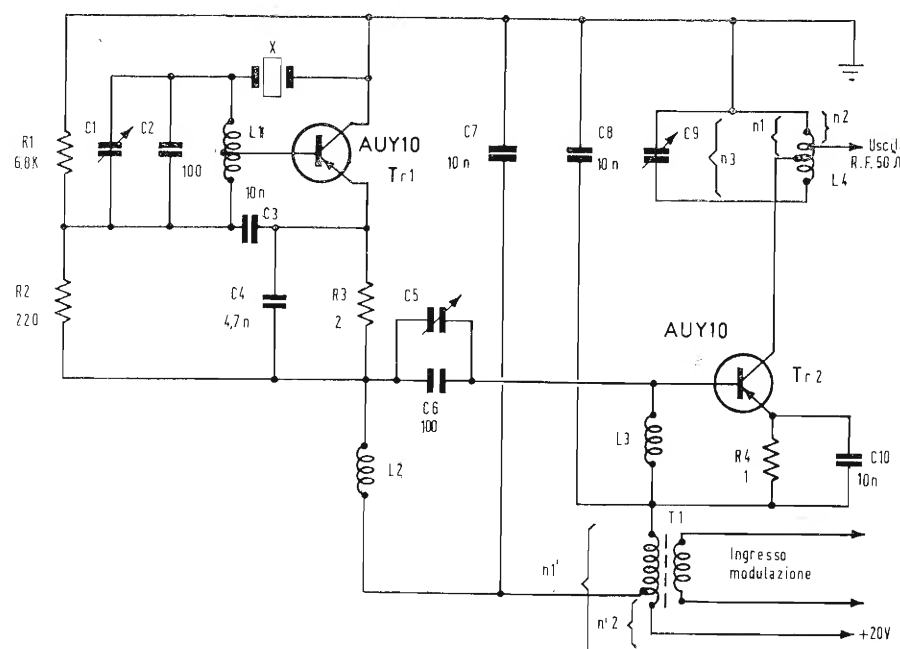 X
R1
6,8K
C1
C2
100
L1
AUY10
Tr1
10n
C3
C7
10n
C8
10n
C9
n1
n2
n3
L4
Uscit.
R.F. 50 Ω
R2
220
C4
4,7n
R3
2
C5
C6
100
AUY10
Tr2
L2
L3
R4
1
C10
10n
T1
n1'
n'2
Ingresso
modulazione
+20V